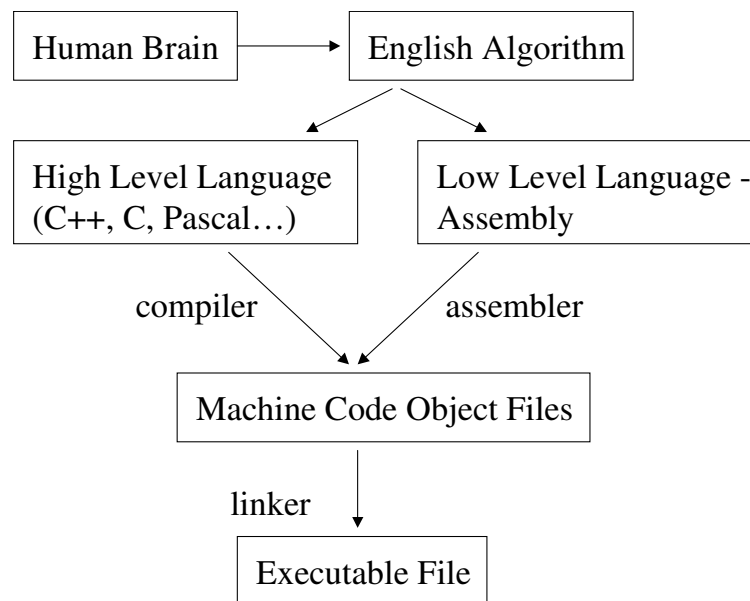 Human Brain
English Algorithm
High Level Language
(C++, C, Pascal…)
Low Level Language -
Assembly
compiler
assembler
Machine Code Object Files
linker
Executable File